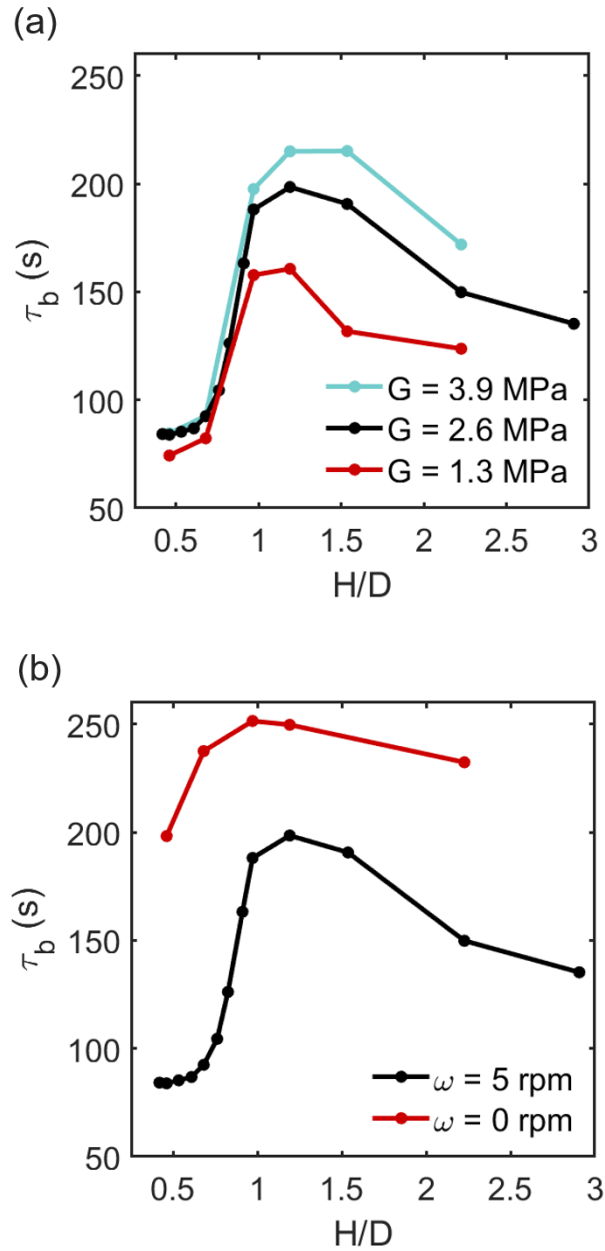 (a)
250
200
150
100
50
τ_b (s)
G = 3.9 MPa
G = 2.6 MPa
G = 1.3 MPa
0.5 1 1.5 2 2.5 3
H/D
(b)
250
200
150
100
50
τ_b (s)
ω = 5 rpm
ω = 0 rpm
0.5 1 1.5 2 2.5 3
H/D